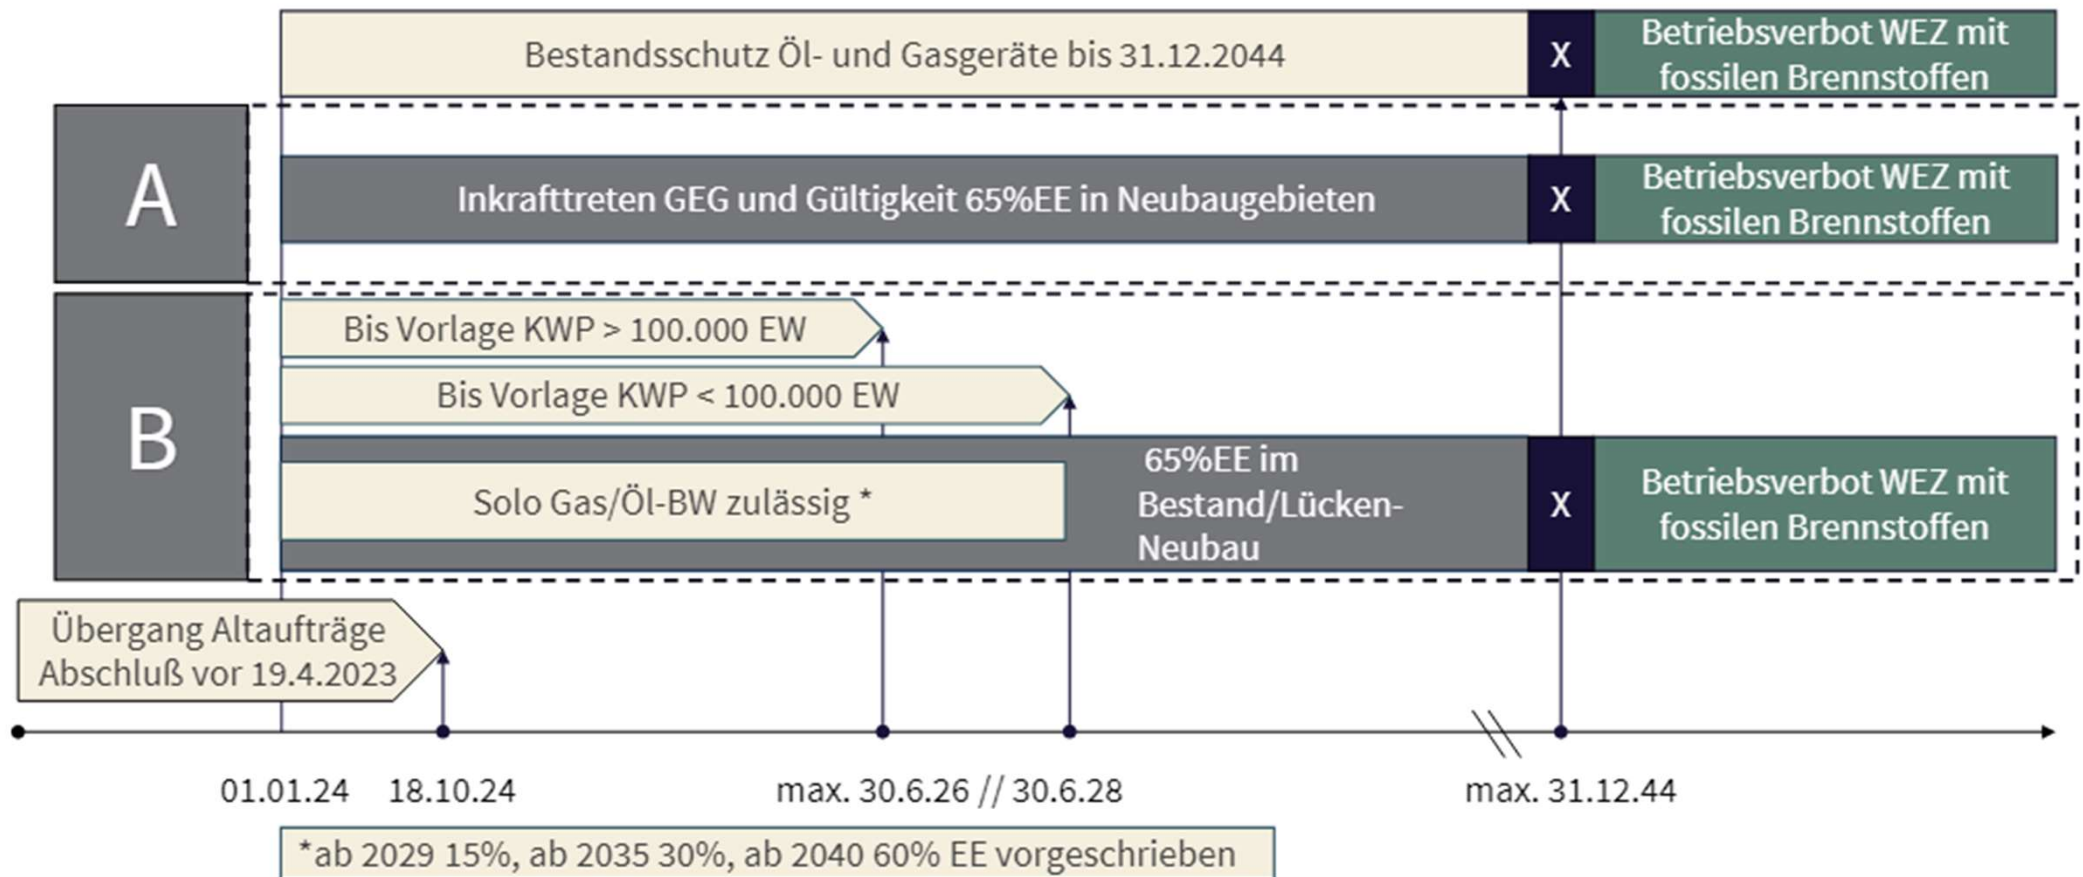 Bestandsschutz Öl- und Gasgeräte bis 31.12.2044
X
Betriebsverbot WEZ mit
fossilen Brennstoffen
A
Inkrafttreten GEG und Gültigkeit 65%EE in Neubaugebieten
X
Betriebsverbot WEZ mit
fossilen Brennstoffen
B
Bis Vorlage KWP > 100.000 EW
Bis Vorlage KWP < 100.000 EW
Solo Gas/Öl-BW zulässig *
65%EE im
Bestand/Lücken-
Neubau
X
Betriebsverbot WEZ mit
fossilen Brennstoffen
Übergang Altaufträge
Abschluß vor 19.4.2023
01.01.24
18.10.24
max. 30.6.26 // 30.6.28
max. 31.12.44
*ab 2029 15%, ab 2035 30%, ab 2040 60% EE vorgeschrieben